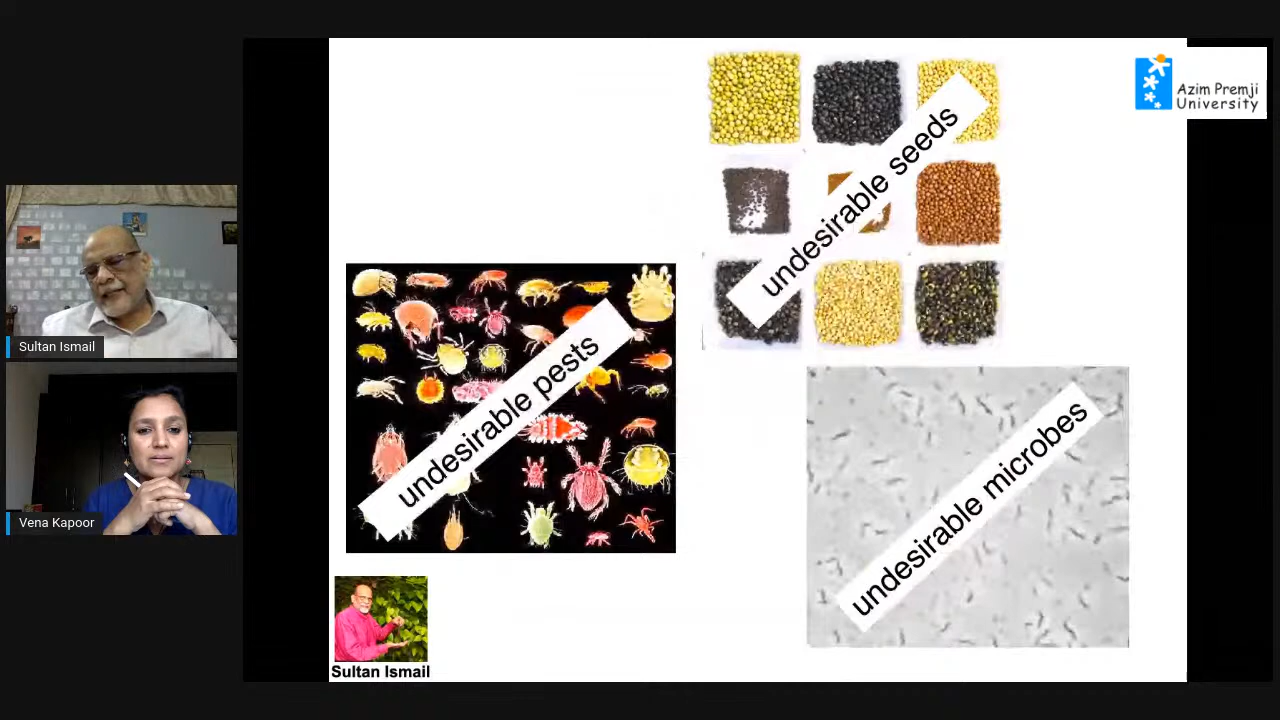 undesirable seeds
Azim Premji
University
undesirable pests
undesirable microbes
Sultan Ismail
Vena Kapoor
Sultan Ismail